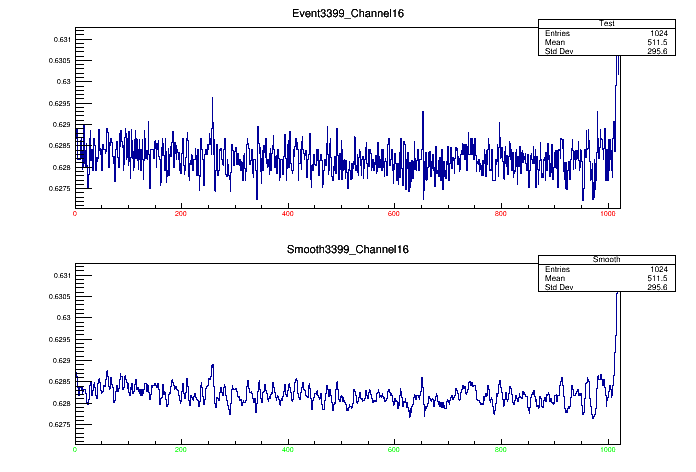 Event3399_Channel16
Test
Entries 1024
Mean 511.5
Std Dev 295.6
0.631
0.6305
0.63
0.6295
0.629
0.6285
0.628
0.6275
0 200 400 600 800 1000
Smooth3399_Channel16
Smooth
Entries 1024
Mean 511.5
Std Dev 295.6
0.631
0.6305
0.63
0.6295
0.629
0.6285
0.628
0.6275
0 200 400 600 800 1000